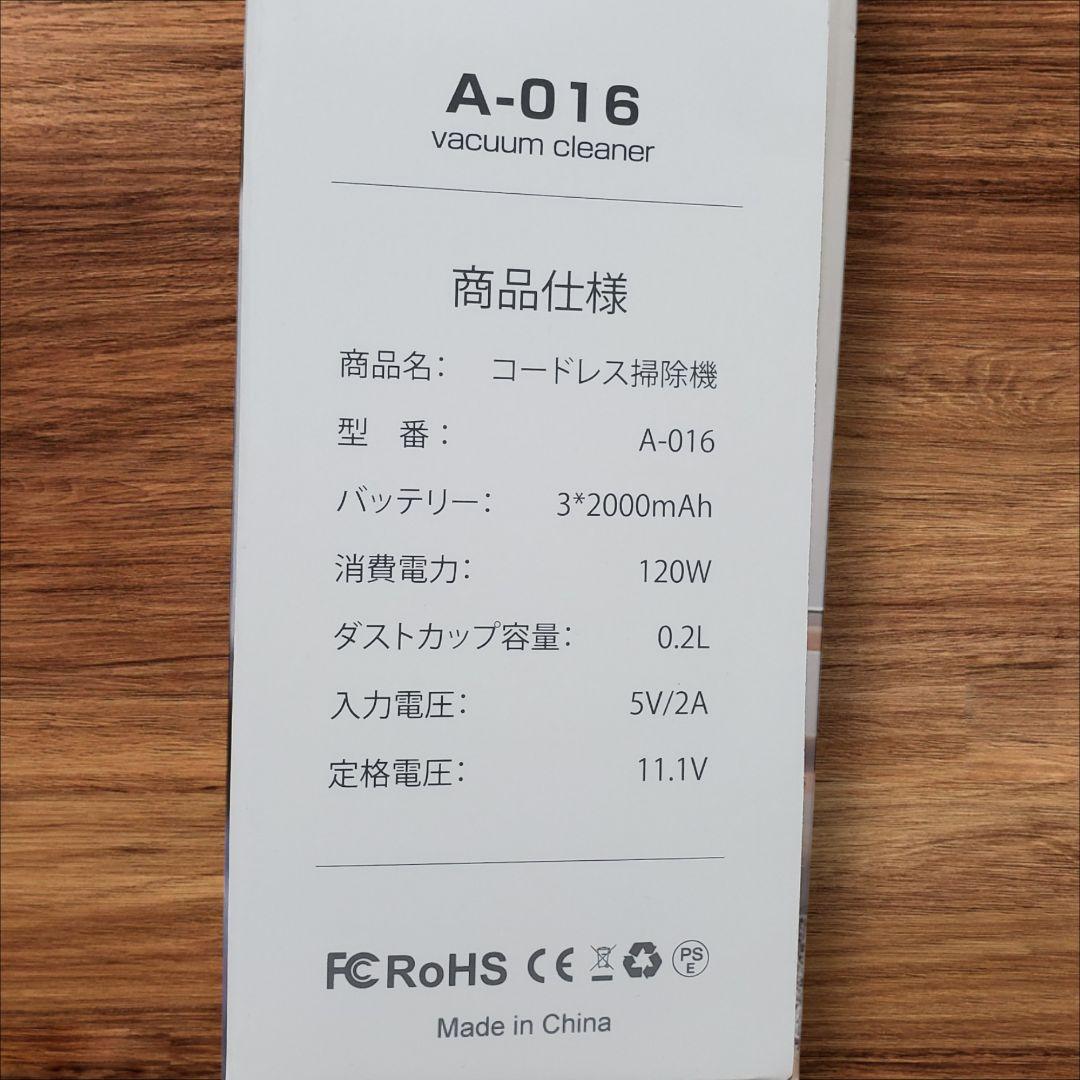 A-016
vacuum cleaner
商品仕様
商品名： コードレス掃除機
型　番： A-016
バッテリー： 3*2000mAh
消費電力： 120W
ダストカップ容量： 0.2L
入力電圧： 5V/2A
定格電圧： 11.1V
FC RoHS CE PSE
Made in China